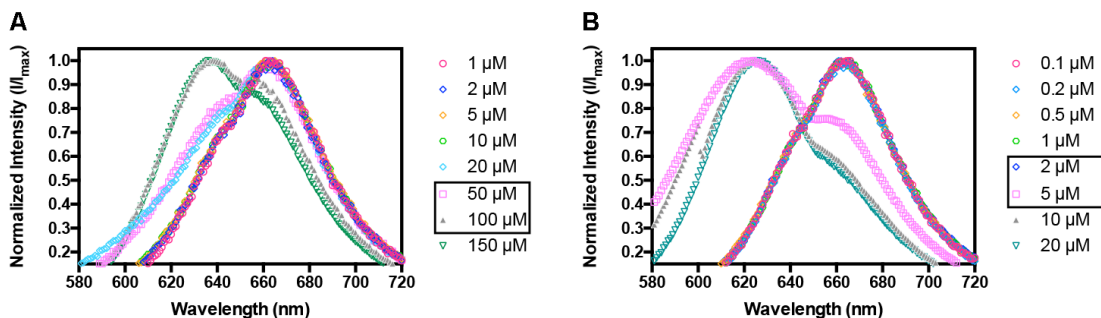 A
Normalized Intensity (I/Imax)
1.0
0.9
0.8
0.7
0.6
0.5
0.4
0.3
0.2
580 600 620 640 660 680 700 720
Wavelength (nm)
1 µM
2 µM
5 µM
10 µM
20 µM
50 µM
100 µM
150 µM
B
Normalized Intensity (I/Imax)
1.0
0.9
0.8
0.7
0.6
0.5
0.4
0.3
0.2
580 600 620 640 660 680 700 720
Wavelength (nm)
0.1 µM
0.2 µM
0.5 µM
1 µM
2 µM
5 µM
10 µM
20 µM